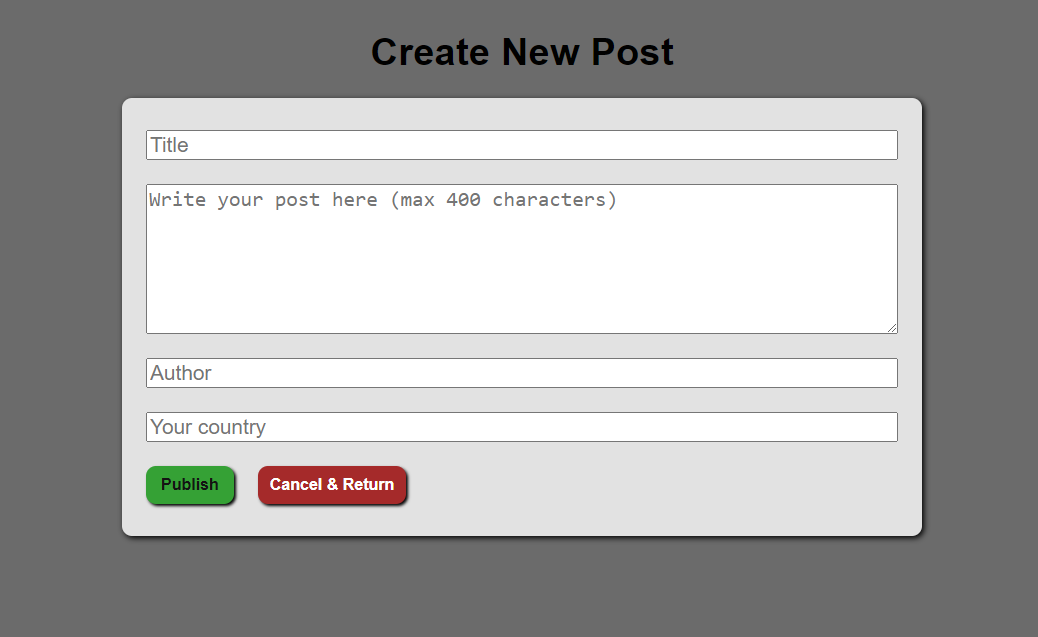 Create New Post
Title
Write your post here (max 400 characters)
Author
Your country
Publish
Cancel & Return